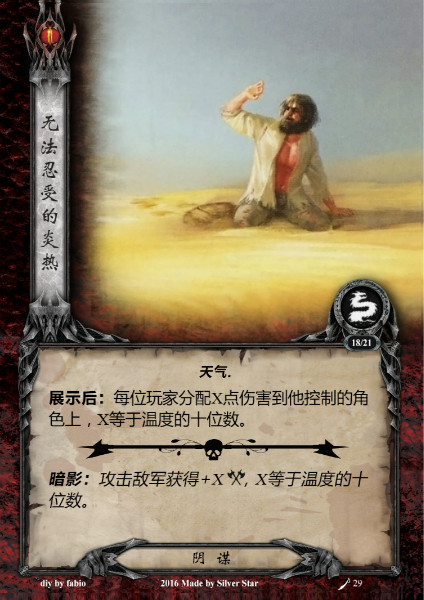 无法忍受的炎热
18/21
天气.
展示后：每位玩家分配X点伤害到他控制的角
色上，X等于温度的十位数。
暗影：攻击敌军获得+X，X等于温度的十
位数。
阴谋
diy by fabio
2016 Made by Silver Star
29